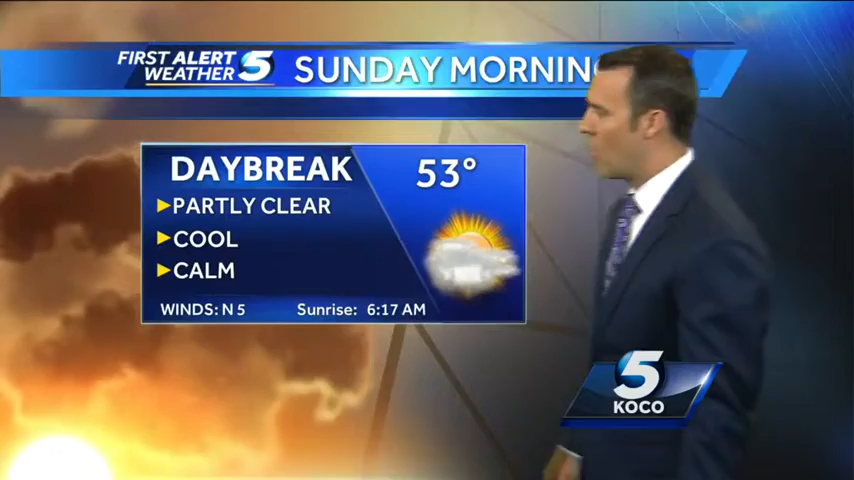 FIRST ALERT
WEATHER 5
SUNDAY MORNIN
DAYBREAK
53°
►PARTLY CLEAR
►COOL
►CALM
WINDS: N 5 Sunrise: 6:17 AM
5
KOCO